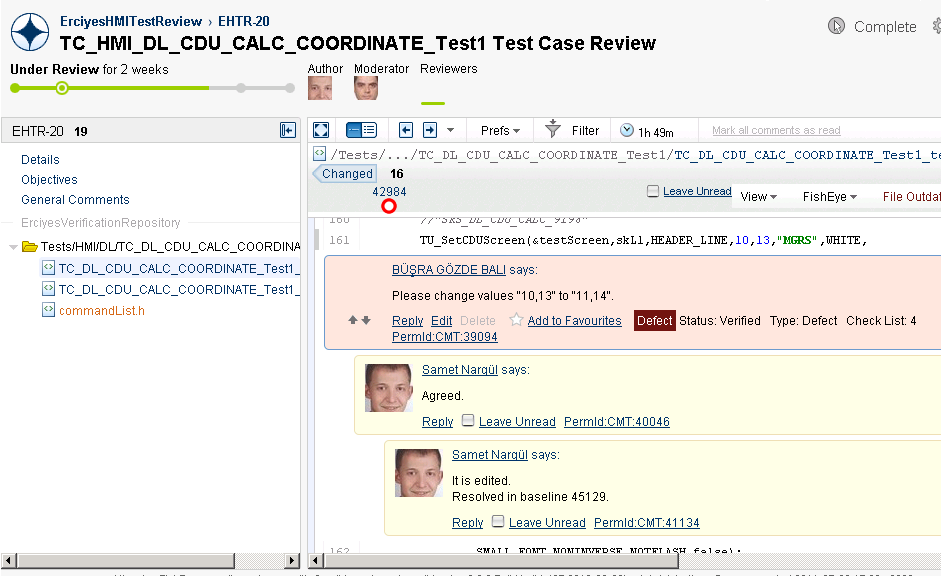 ErciyesHMITestReview › EHTR-20
TC_HMI_DL_CDU_CALC_COORDINATE_Test1 Test Case Review
Complete
Under Review for 2 weeks
Author Moderator Reviewers
EHTR-20 19
Prefs Filter 1h 49m Mark all comments as read
Details
Objectives
General Comments
ErciyesVerificationRepository
Tests/HMI/DL/TC_DL_CDU_CALC_COORDINA
TC_DL_CDU_CALC_COORDINATE_Test1_
TC_DL_CDU_CALC_COORDINATE_Test1_
commandList.h
/Tests/.../TC_DL_CDU_CALC_COORDINATE_Test1/TC_DL_CDU_CALC_COORDINATE_Test1_te
Changed 16
42984
Leave Unread View FishEye File Outdat
160 //"SRS_DL_CDU_CALC_9198"
161 TU_SetCDUScreen(&testScreen,skL1,HEADER_LINE,10,13,"MGRS",WHITE,
BÜŞRA GÖZDE BALI says:
Please change values "10,13" to "11,14".
Reply Edit Delete Add to Favourites Defect Status: Verified Type: Defect Check List: 4
PermId:CMT:39094
Samet Nargül says:
Agreed.
Reply Leave Unread PermId:CMT:40046
Samet Nargül says:
It is edited.
Resolved in baseline 45129.
Reply Leave Unread PermId:CMT:41134
162 SMALL_FONT,NONINVERSE,NOTFLASH,false);